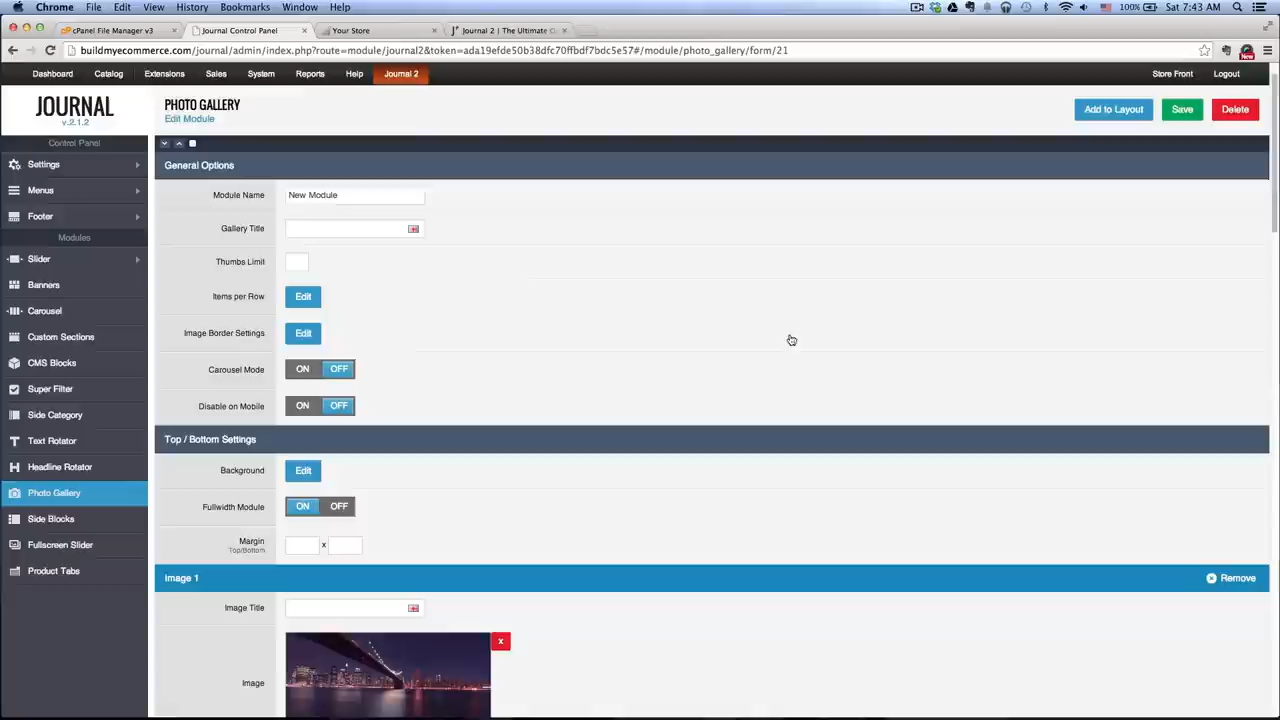 Chrome File Edit View History Bookmarks Window Help 100% Sat 7:43 AM
cPanel File Manager v3 Journal Control Panel Your Store Journal 2 | The Ultimate O
buildmyecommerce.com/journal/admin/index.php?route=module/journal2&token=ada19efde50b38dfc70ffbdf7bdc5e57#/module/photo_gallery/form/21
New
Dashboard Catalog Extensions Sales System Reports Help Journal 2 Store Front Logout
JOURNAL
v.2.1.2
PHOTO GALLERY
Edit Module
Add to Layout Save Delete
Control Panel
Settings
Menus
Footer
Modules
Slider
Banners
Carousel
Custom Sections
CMS Blocks
Super Filter
Side Category
Text Rotator
Headline Rotator
Photo Gallery
Side Blocks
Fullscreen Slider
Product Tabs
General Options
Module Name New Module
Gallery Title
Thumbs Limit
Items per Row Edit
Image Border Settings Edit
Carousel Mode ON OFF
Disable on Mobile ON OFF
Top / Bottom Settings
Background Edit
Fullwidth Module ON OFF
Margin x
Top/Bottom
Image 1 Remove
Image Title
x
Image